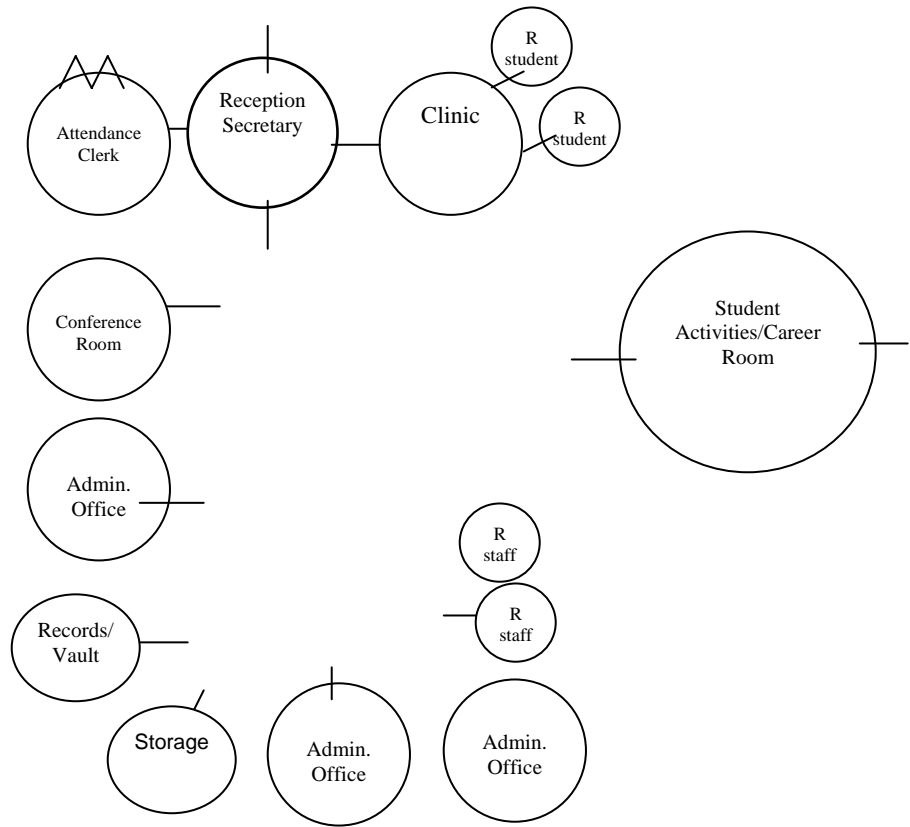 R
student
Reception
Secretary
Clinic
R
student
Attendance
Clerk
Student
Activities/Career
Room
Conference
Room
Admin.
Office
R
staff
R
staff
Records/
Vault
Storage
Admin.
Office
Admin.
Office